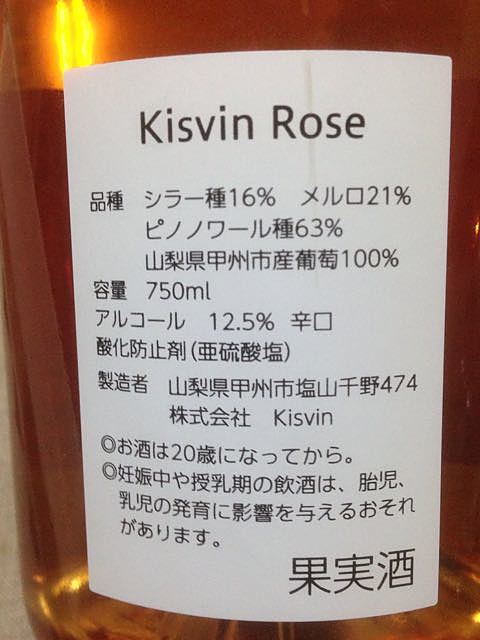 Kisvin Rose
品種 シラー種16% メルロ21%
ピノノワール種63%
山梨県甲州市産葡萄100%
容量 750ml
アルコール 12.5% 辛口
酸化防止剤(亜硫酸塩)
製造者 山梨県甲州市塩山千野474
株式会社 Kisvin
◎お酒は20歳になってから。
◎妊娠中や授乳期の飲酒は、胎児、
乳児の発育に影響を与えるおそれ
があります。
果実酒